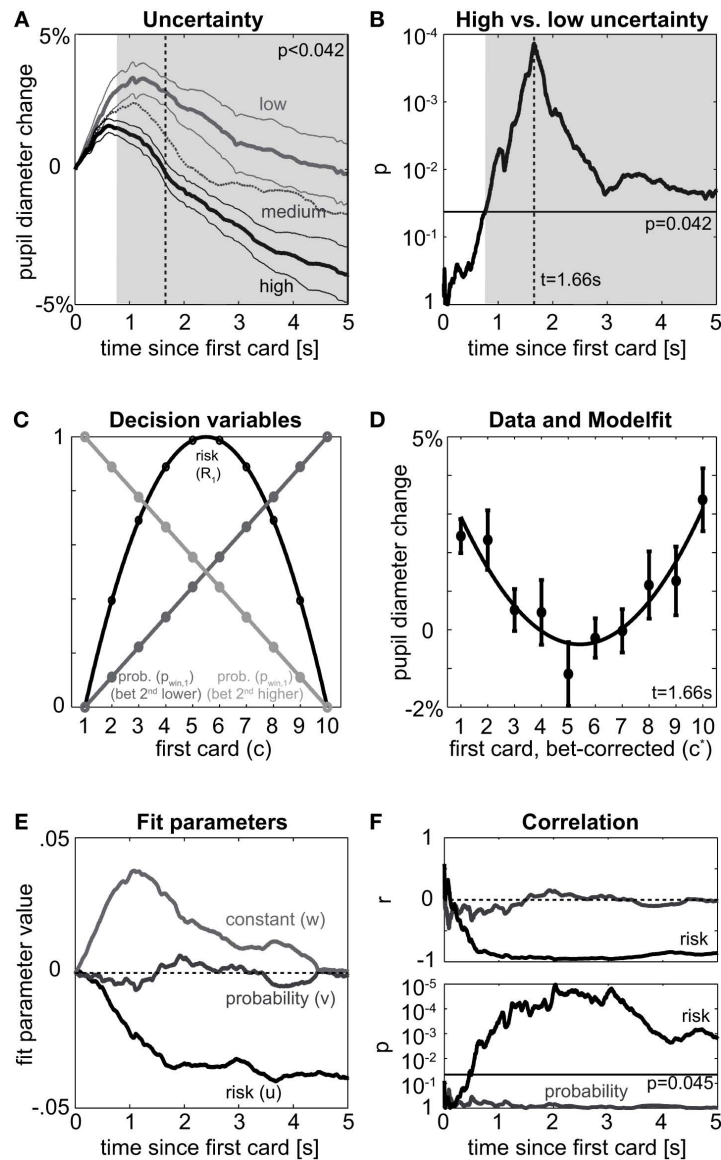 A Uncertainty
5%
p<0.042
low
0
medium
high
-5%
pupil diameter change
0 1 2 3 4 5
time since first card [s]
B High vs. low uncertainty
10-4
10-3
10-2
p
10-1
p=0.042
t=1.66s
1
0 1 2 3 4 5
time since first card [s]
C Decision variables
1
risk
(R1)
prob. (pwin,1)
(bet 2nd lower)
prob. (pwin,1)
(bet 2nd higher)
0
1 2 3 4 5 6 7 8 9 10
first card (c)
D Data and Modelfit
5%
pupil diameter change
0
t=1.66s
-2%
1 2 3 4 5 6 7 8 9 10
first card, bet-corrected (c*)
E Fit parameters
.05
constant (w)
0
probability (v)
risk (u)
-.05
fit parameter value
0 1 2 3 4 5
time since first card [s]
F Correlation
1
r
0
risk
-1
10-5
10-4
risk
10-3
p
10-2
p=0.045
10-1
probability
1
0 1 2 3 4 5
time since first card [s]